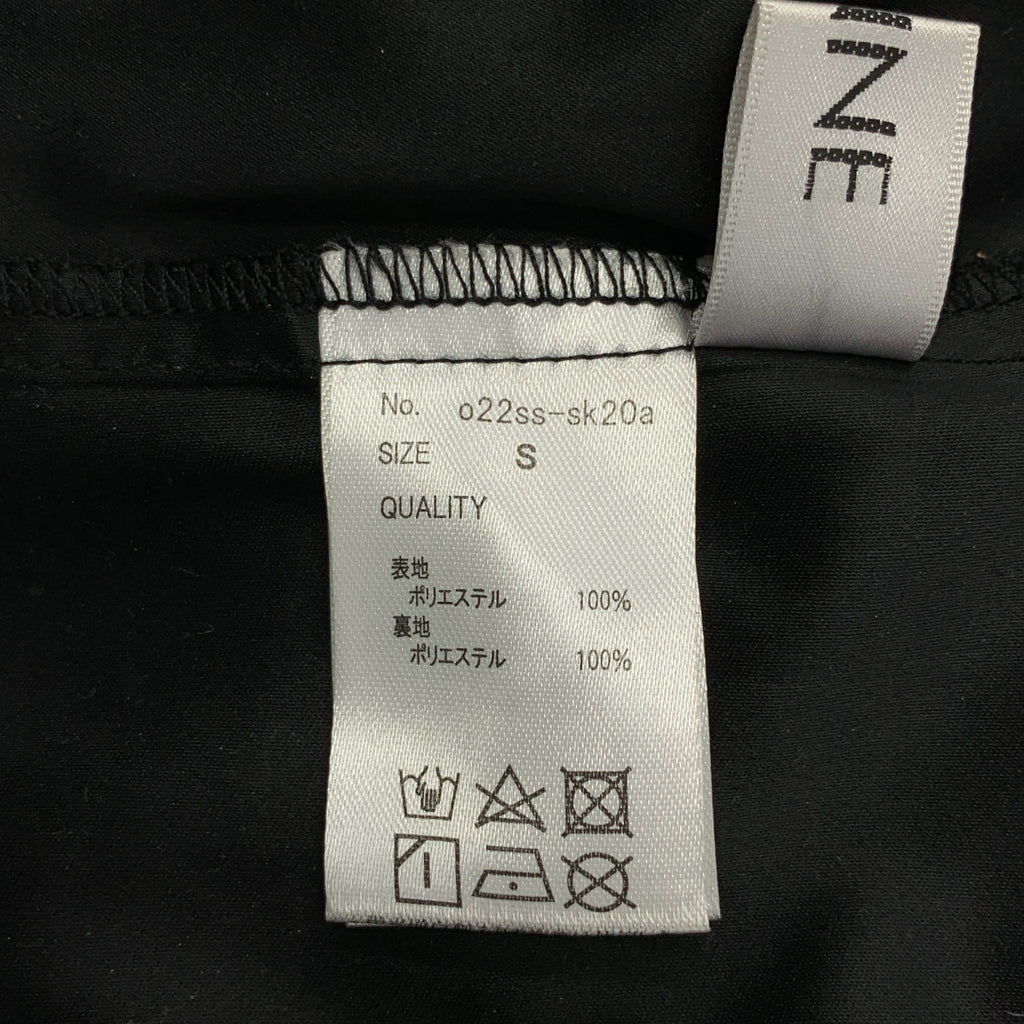 INE
No. o22ss-sk20a
SIZE S
QUALITY
表地
ポリエステル 100%
裏地
ポリエステル 100%